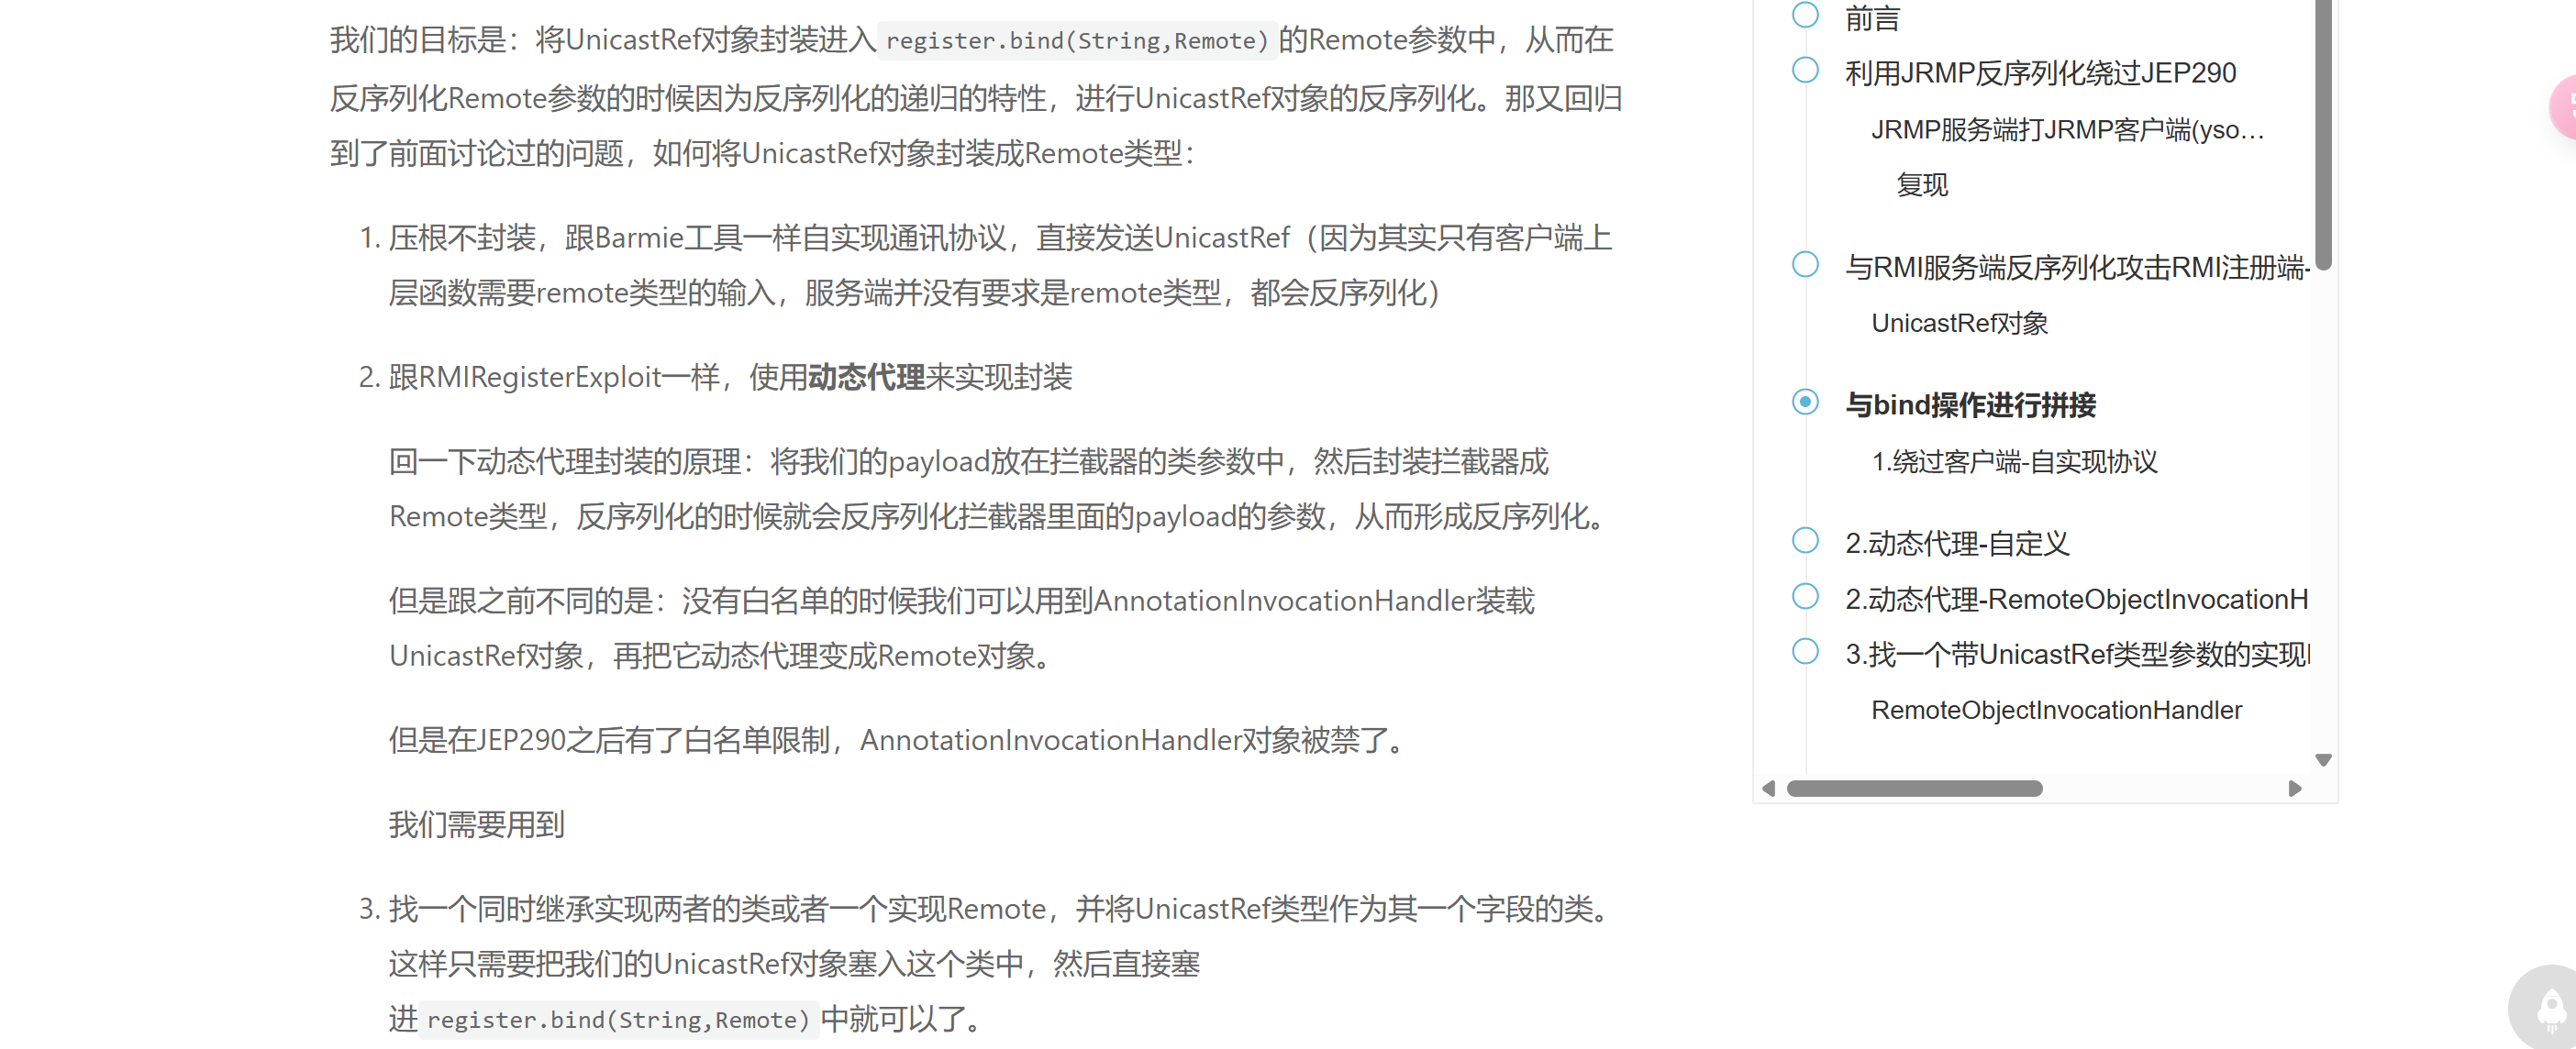 我们的目标是：将UnicastRef对象封装进入register.bind(String,Remote)的Remote参数中，从而在
反序列化Remote参数的时候因为反序列化的递归的特性，进行UnicastRef对象的反序列化。那又回归
到了前面讨论过的问题，如何将UnicastRef对象封装成Remote类型：
1. 压根不封装，跟Barmie工具一样自实现通讯协议，直接发送UnicastRef（因为其实只有客户端上
层函数需要remote类型的输入，服务端并没有要求是remote类型，都会反序列化）
2. 跟RMIRegisterExploit一样，使用动态代理来实现封装
回一下动态代理封装的原理：将我们的payload放在拦截器的类参数中，然后封装拦截器成
Remote类型，反序列化的时候就会反序列化拦截器里面的payload的参数，从而形成反序列化。
但是跟之前不同的是：没有白名单的时候我们可以用到AnnotationInvocationHandler装载
UnicastRef对象，再把它动态代理变成Remote对象。
但是在JEP290之后有了白名单限制，AnnotationInvocationHandler对象被禁了。
我们需要用到
3. 找一个同时继承实现两者的类或者一个实现Remote，并将UnicastRef类型作为其一个字段的类。
这样只需要把我们的UnicastRef对象塞入这个类中，然后直接塞
进register.bind(String,Remote)中就可以了。
前言
利用JRMP反序列化绕过JEP290
JRMP服务端打JRMP客户端(yso…
复现
与RMI服务端反序列化攻击RMI注册端-
UnicastRef对象
与bind操作进行拼接
1.绕过客户端-自实现协议
2.动态代理-自定义
2.动态代理-RemoteObjectInvocationH
3.找一个带UnicastRef类型参数的实现
RemoteObjectInvocationHandler